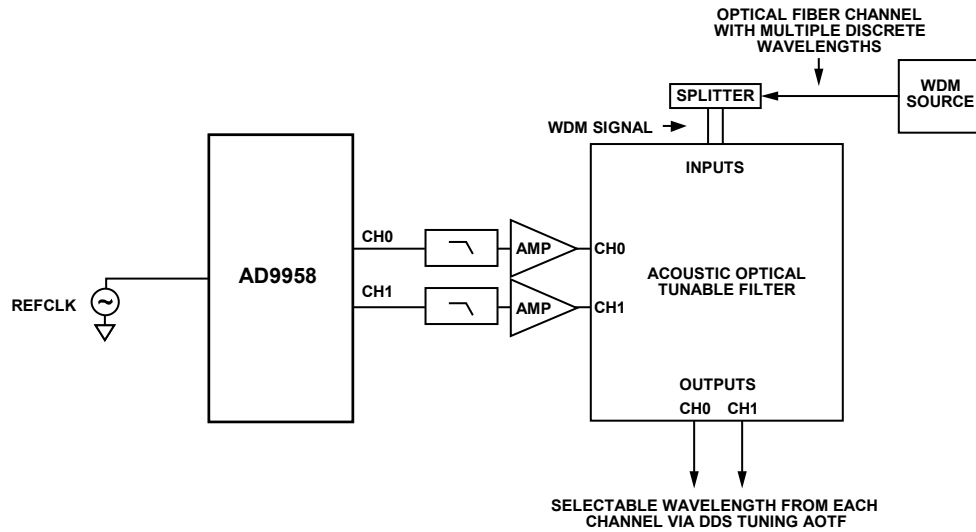 OPTICAL FIBER CHANNEL
WITH MULTIPLE DISCRETE
WAVELENGTHS
SPLITTER
WDM
SOURCE
WDM SIGNAL
INPUTS
CH0
AMP
CH0
AD9958
ACOUSTIC OPTICAL
TUNABLE FILTER
REFCLK
CH1
AMP
CH1
OUTPUTS
CH0 CH1
SELECTABLE WAVELENGTH FROM EACH
CHANNEL VIA DDS TUNING AOTF